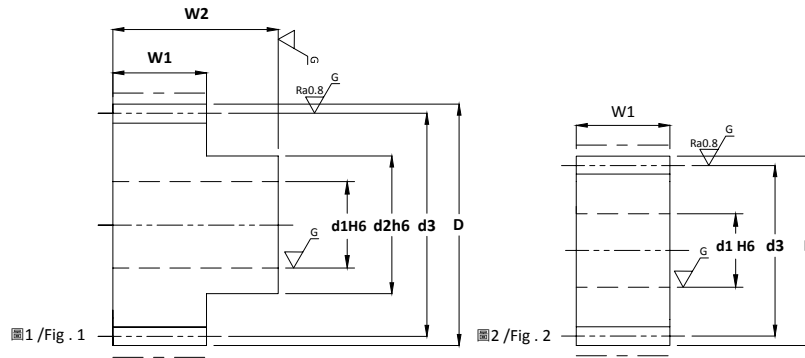 W2
W1
G
G
Ra0.8
d1H6
d2h6
d3
D
G
圖1 /Fig . 1
W1
G
Ra0.8
d1 H6
d3
G
圖2 /Fig . 2